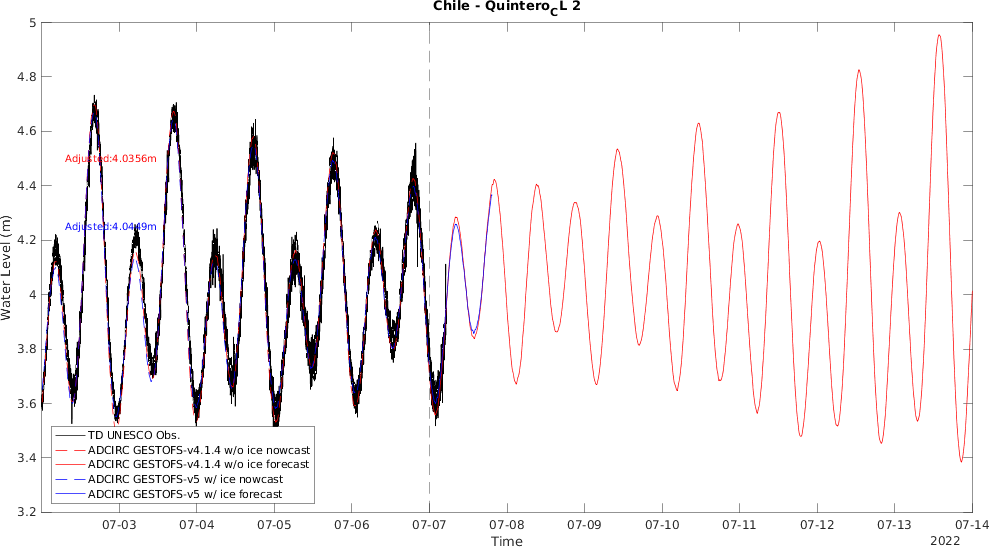 Chile - Quintero_CL 2
Water Level (m)
5
4.8
4.6
4.4
4.2
4
3.8
3.6
3.4
3.2
Adjusted:4.0356m
Adjusted:4.0449m
TD UNESCO Obs.
ADCIRC GESTOFS-v4.1.4 w/o ice nowcast
ADCIRC GESTOFS-v4.1.4 w/o ice forecast
ADCIRC GESTOFS-v5 w/ ice nowcast
ADCIRC GESTOFS-v5 w/ ice forecast
07-03 07-04 07-05 07-06 07-07 07-08 07-09 07-10 07-11 07-12 07-13 07-14
Time
2022